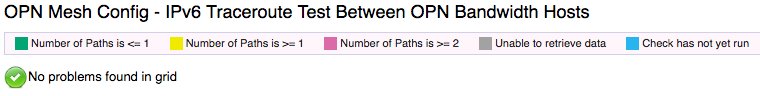 OPN Mesh Config - IPv6 Traceroute Test Between OPN Bandwidth Hosts
Number of Paths is <= 1 Number of Paths is >= 1 Number of Paths is >= 2 Unable to retrieve data Check has not yet run
No problems found in grid